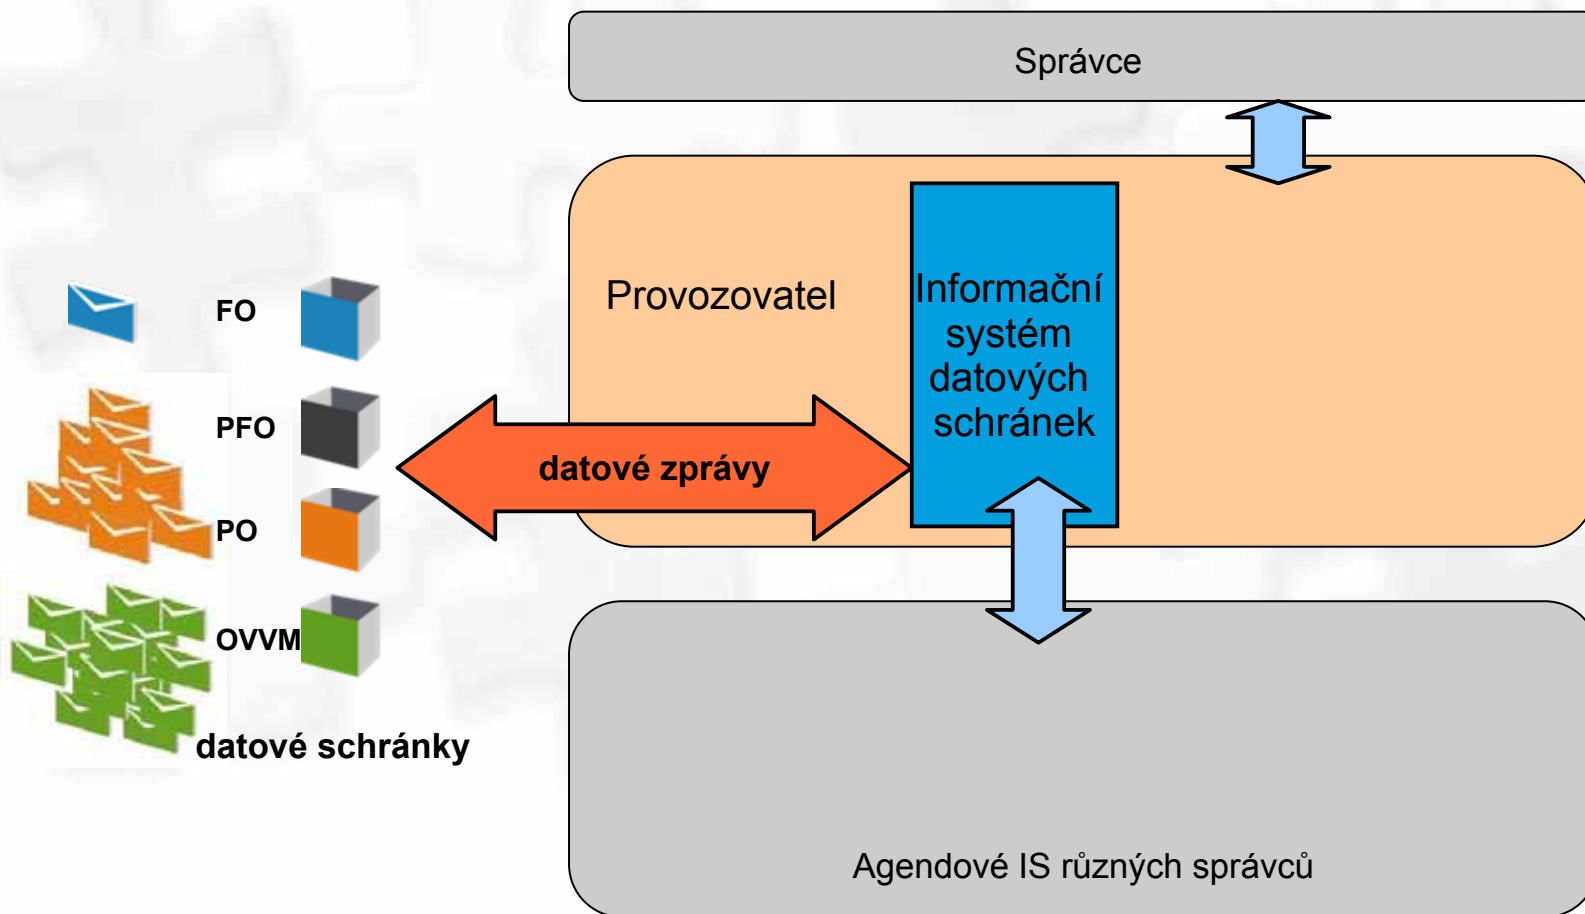 Správce
Provozovatel
Informační
systém
datových
schránek
FO
PFO
PO
OVVM
datové zprávy
datové schránky
Agendové IS různých správců